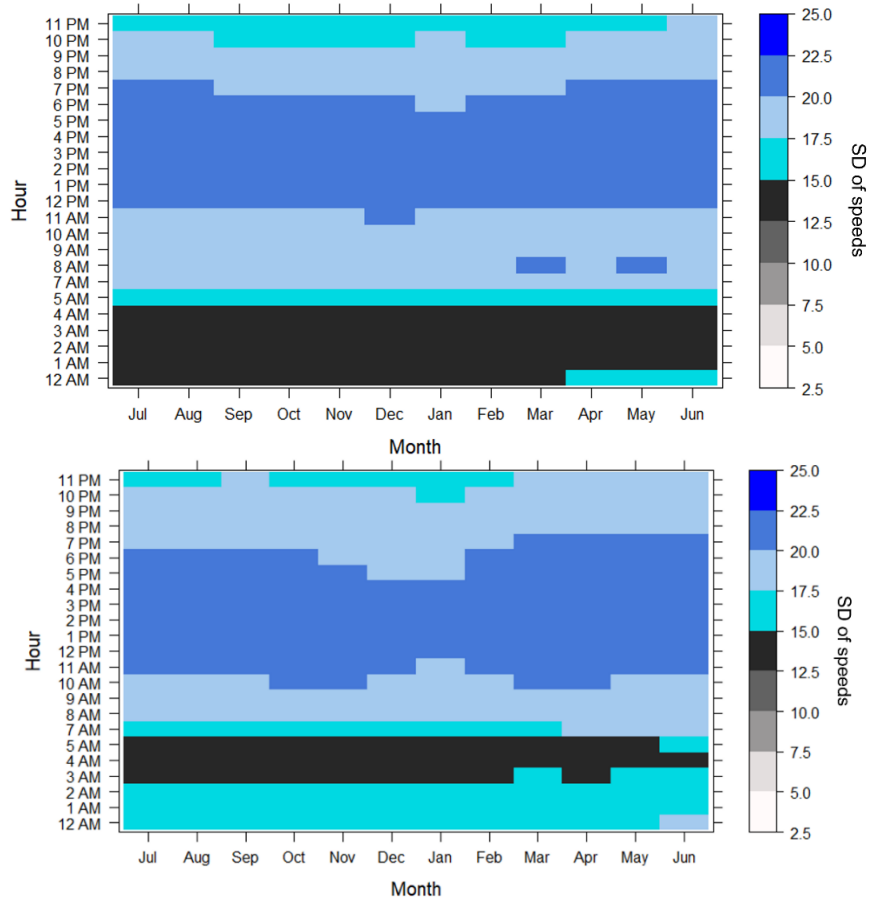 11 PM
10 PM
9 PM
8 PM
7 PM
6 PM
5 PM
4 PM
3 PM
2 PM
1 PM
12 PM
11 AM
10 AM
9 AM
8 AM
7 AM
5 AM
4 AM
3 AM
2 AM
1 AM
12 AM
Hour
Jul Aug Sep Oct Nov Dec Jan Feb Mar Apr May Jun
Month
25.0
22.5
20.0
17.5
15.0
12.5
10.0
7.5
5.0
2.5
SD of speeds
11 PM
10 PM
9 PM
8 PM
7 PM
6 PM
5 PM
4 PM
3 PM
2 PM
1 PM
12 PM
11 AM
10 AM
9 AM
8 AM
7 AM
5 AM
4 AM
3 AM
2 AM
1 AM
12 AM
Hour
Jul Aug Sep Oct Nov Dec Jan Feb Mar Apr May Jun
Month
25.0
22.5
20.0
17.5
15.0
12.5
10.0
7.5
5.0
2.5
SD of speeds